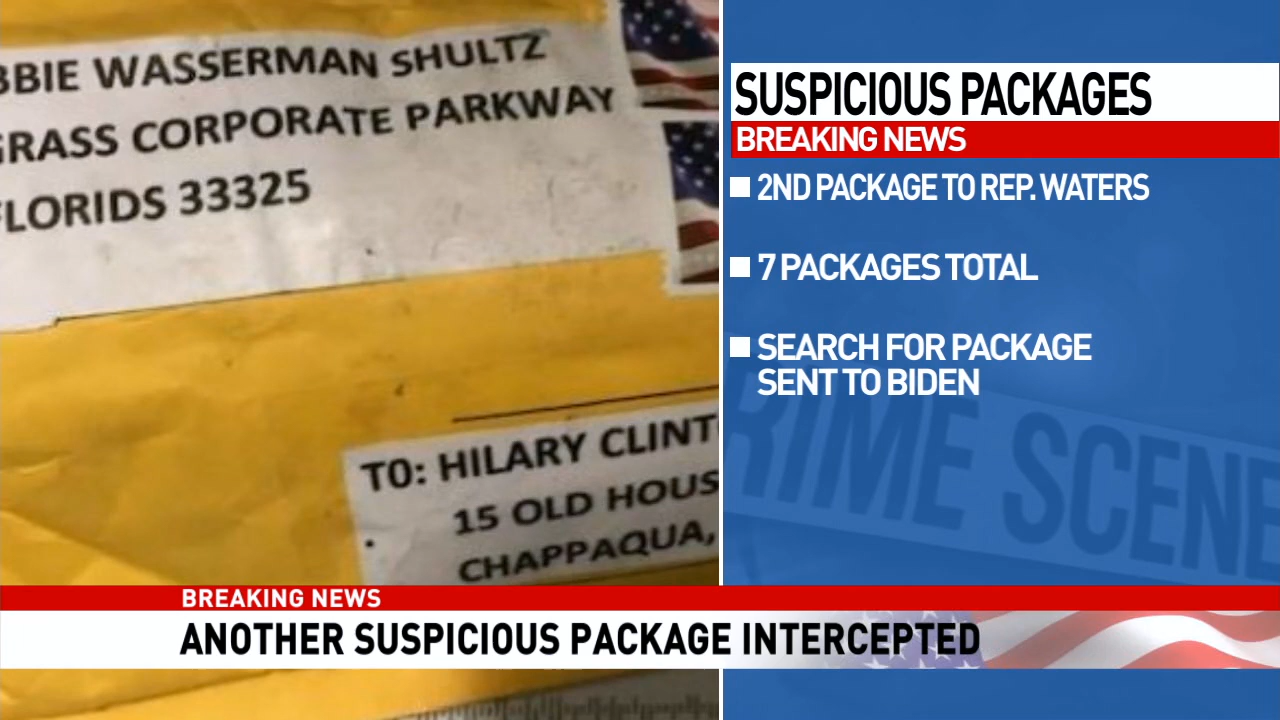 BBIE WASSERMAN sHULTZ
GRASS CORPORATE PARKWAY
FLORIDS 33325
TO: HILARY CLINT
15 OLD HOUS
CHAPPAQUA,
SUSPICIOUS PACKAGES
BREAKING NEWS
2ND PACKAGE TO REP. WATERS
7 PACKAGES TOTAL
SEARCH FOR PACKAGE
SENT TO BIDEN
RIME SCENE
BREAKING NEWS
ANOTHER SUSPICIOUS PACKAGE INTERCEPTED